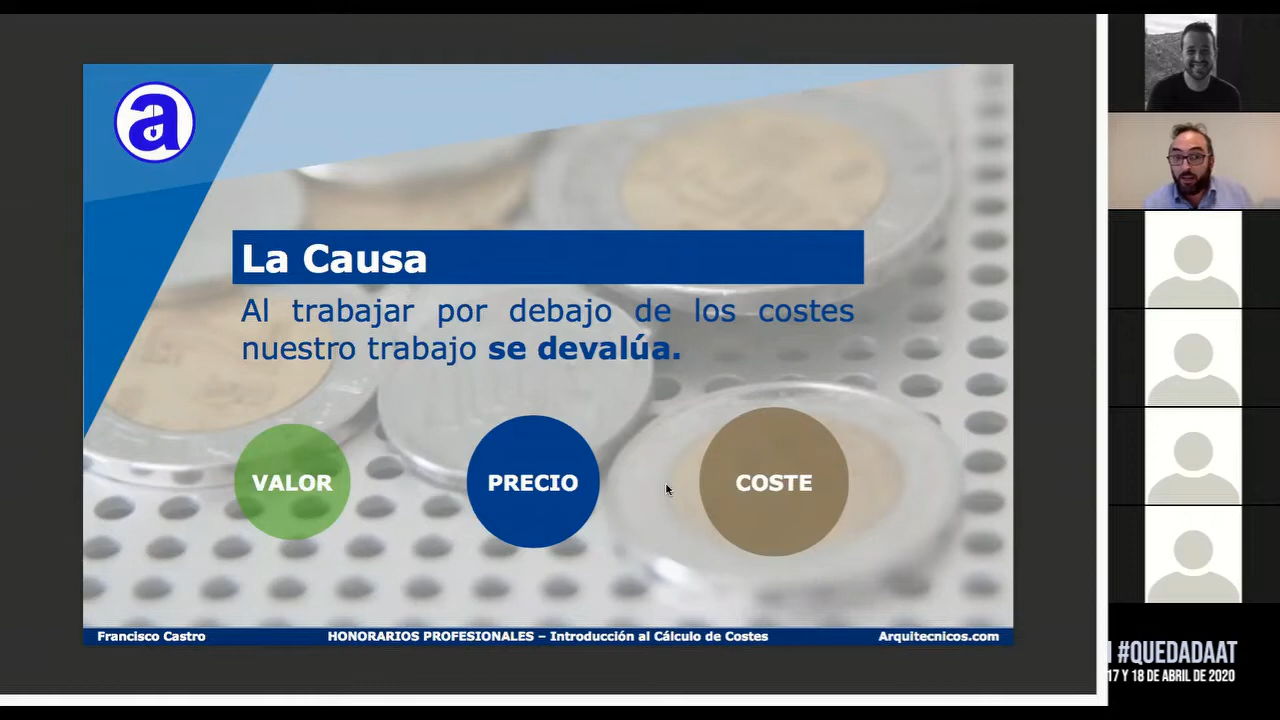 a
La Causa
Al trabajar por debajo de los costes
nuestro trabajo se devalúa.
VALOR
PRECIO
COSTE
Francisco Castro
HONORARIOS PROFESIONALES – Introducción al Cálculo de Costes
Arquitecnicos.com
#QUEDADAAT
17 Y 18 DE ABRIL DE 2020